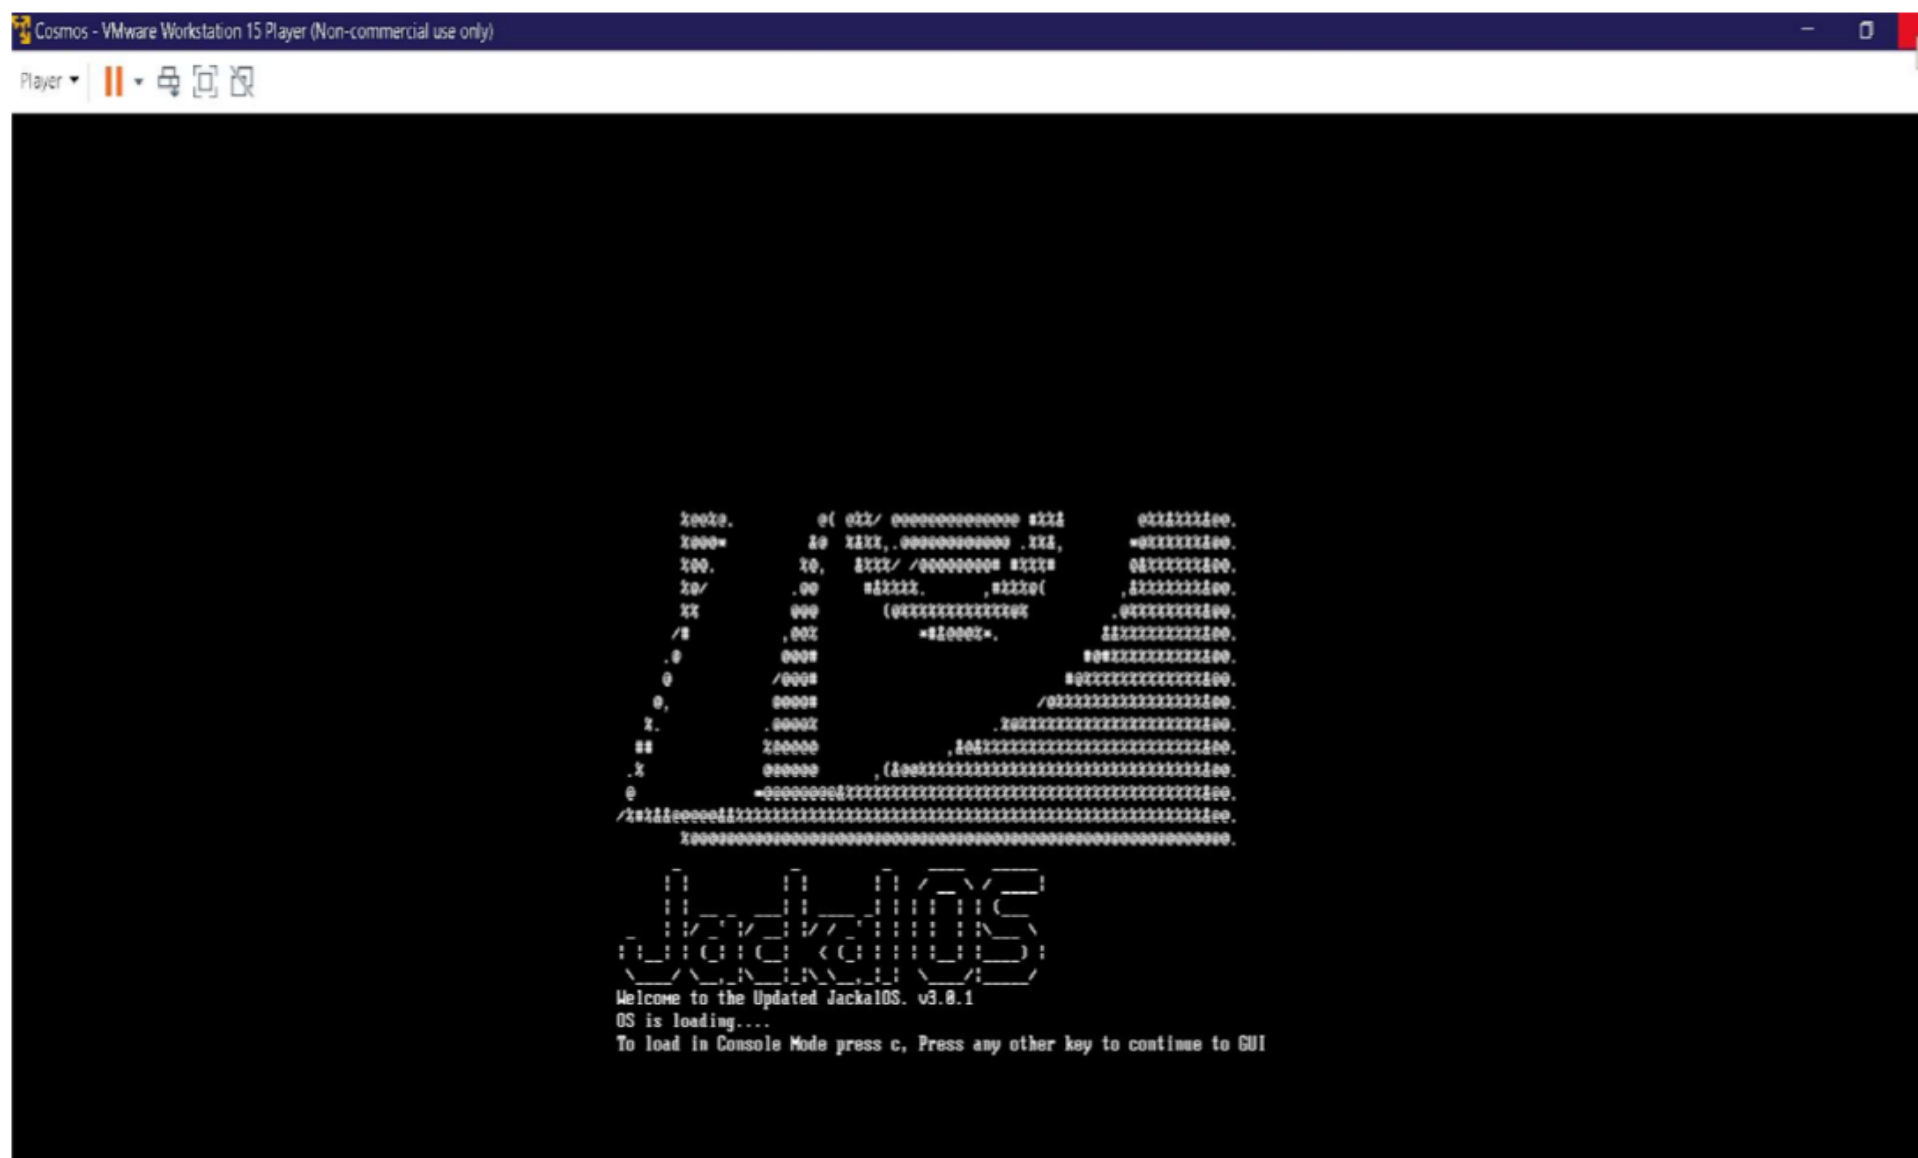 Cosmos - VMware Workstation 15 Player (Non-commercial use only)
Player
JackalOS
Welcome to the Updated JackalOS. v3.0.1
OS is loading....
To load in Console Mode press c, Press any other key to continue to GUI